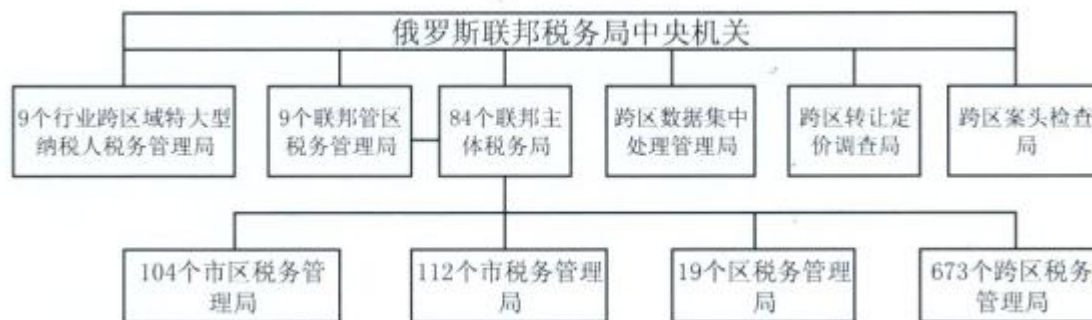 俄罗斯联邦税务局中央机关
9个行业跨区域特大型
纳税人税务管理局
9个联邦管区
税务管理局
84个联邦主
体税务局
跨区数据集中
处理管理局
跨区转让定
价调查局
跨区案头检查
局
104个市区税务管
理局
112个市税务管理
局
19个区税务管理
局
673个跨区税务
管理局